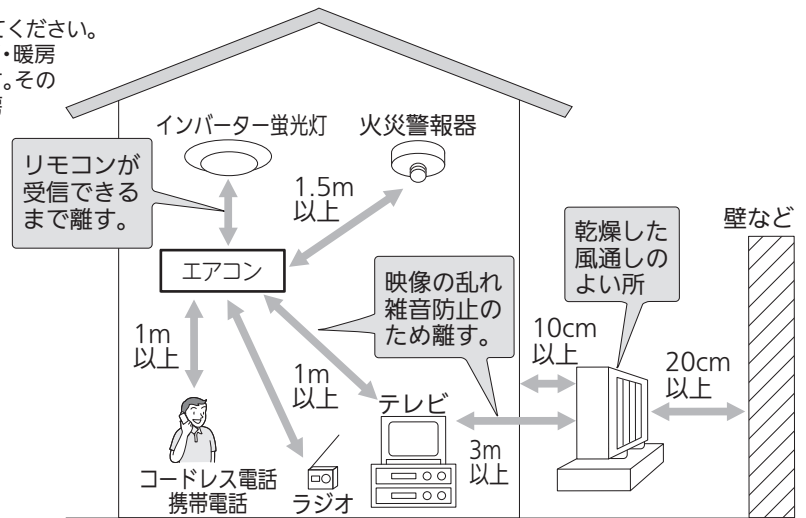 てください。
・暖房
。その
インバーター蛍光灯
火災警報器
リモコンが
受信できる
まで離す。
1.5m
以上
エアコン
映像の乱れ
雑音防止の
ため離す。
乾燥した
風通しの
よい所
壁など
1m
以上
1m
以上
10cm
以上
20cm
以上
テレビ
3m
以上
コードレス電話
携帯電話
ラジオ